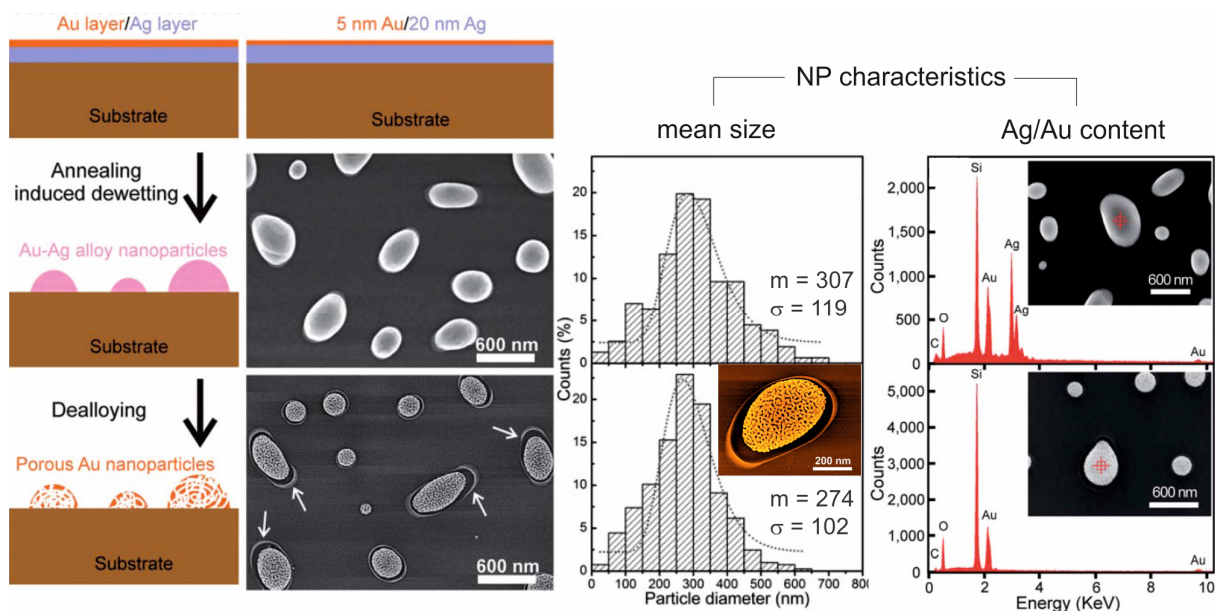 Au layer/Ag layer
5 nm Au/20 nm Ag
Substrate
Substrate
Annealing
induced dewetting
Au-Ag alloy nanoparticles
Substrate
600 nm
Dealloying
Porous Au nanoparticles
Substrate
600 nm
NP characteristics
mean size
Ag/Au content
Counts (%)
20
15
10
5
0
m = 307
σ = 119
20
15
10
5
0
200 nm
m = 274
σ = 102
0
100
200
300
400
500
600
700
800
Particle diameter (nm)
Counts
2,000
1,500
1,000
500
0
C
O
Si
Au
Ag
Ag
Au
600 nm
Counts
5,000
4,000
3,000
2,000
1,000
0
C
O
Si
Au
Au
600 nm
0
2
4
6
8
10
Energy (KeV)